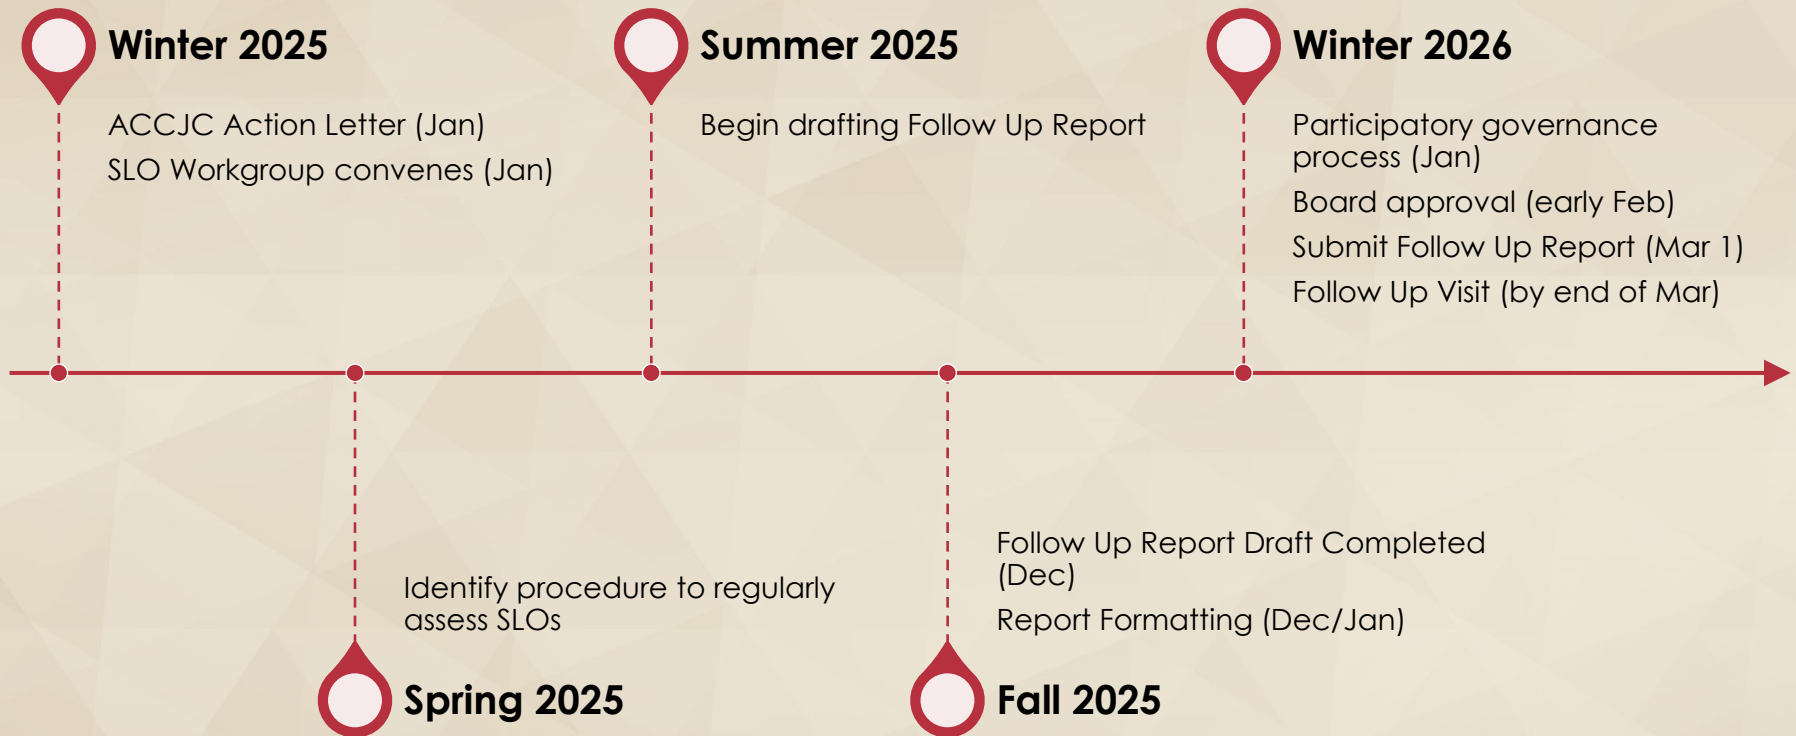 Winter 2025
ACCJC Action Letter (Jan)
SLO Workgroup convenes (Jan)
Summer 2025
Begin drafting Follow Up Report
Winter 2026
Participatory governance
process (Jan)
Board approval (early Feb)
Submit Follow Up Report (Mar 1)
Follow Up Visit (by end of Mar)
Identify procedure to regularly
assess SLOs
Spring 2025
Follow Up Report Draft Completed
(Dec)
Report Formatting (Dec/Jan)
Fall 2025